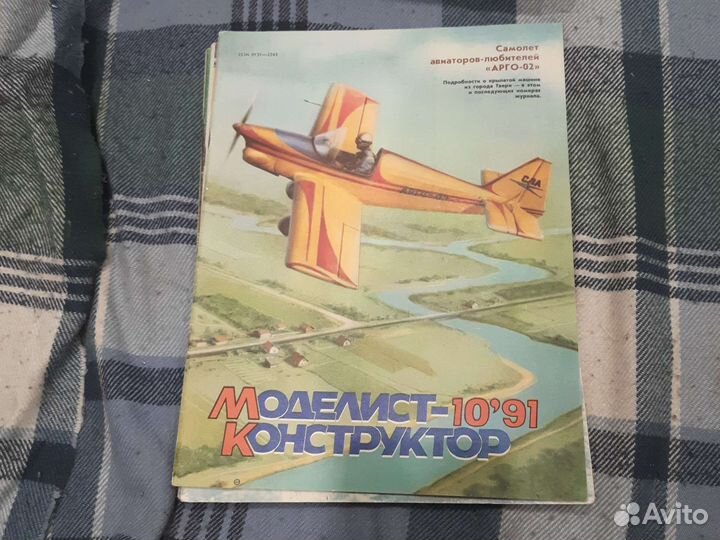 Самолет
авиаторов-любителей
«АРГО-02»
Подробности о крылатой машине
из города Твери — в этом
и последующих номерах
журнала.
СЛА
МОДЕЛИСТ- 10'91
КОНСТРУКТОР
Avito